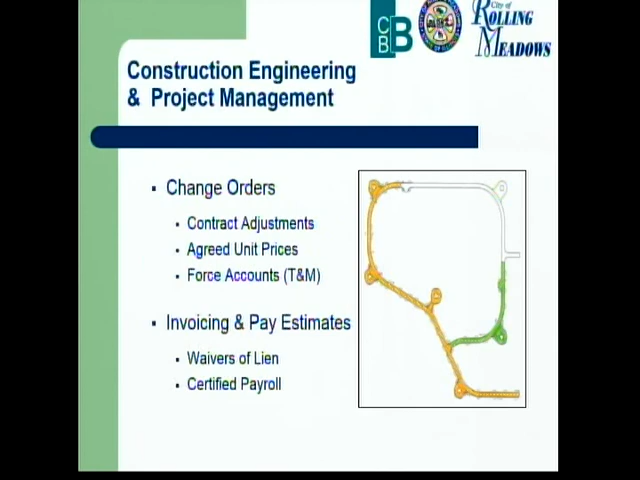 CBB
City of
ROLLING
MEADOWS
Construction Engineering
& Project Management
▪ Change Orders
▪ Contract Adjustments
▪ Agreed Unit Prices
▪ Force Accounts (T&M)
▪ Invoicing & Pay Estimates
▪ Waivers of Lien
▪ Certified Payroll